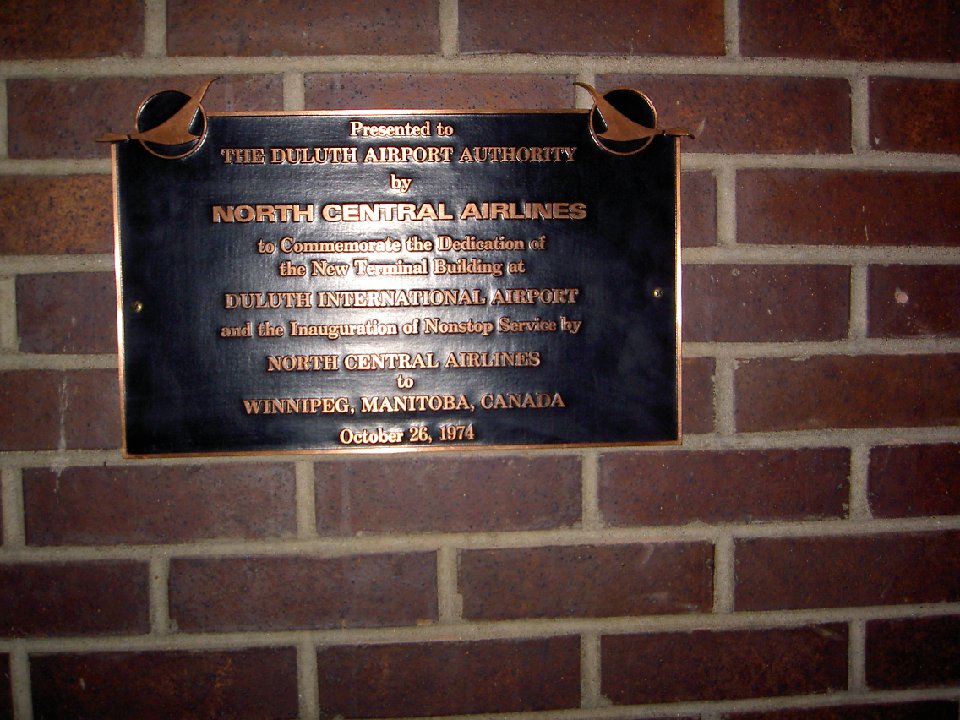 Presented to
THE DULUTH AIRPORT AUTHORITY
by
NORTH CENTRAL AIRLINES
to Commemorate the Dedication of
the New Terminal Building at
DULUTH INTERNATIONAL AIRPORT
and the Inauguration of Nonstop Service by
NORTH CENTRAL AIRLINES
to
WINNIPEG, MANITOBA, CANADA
October 26, 1974